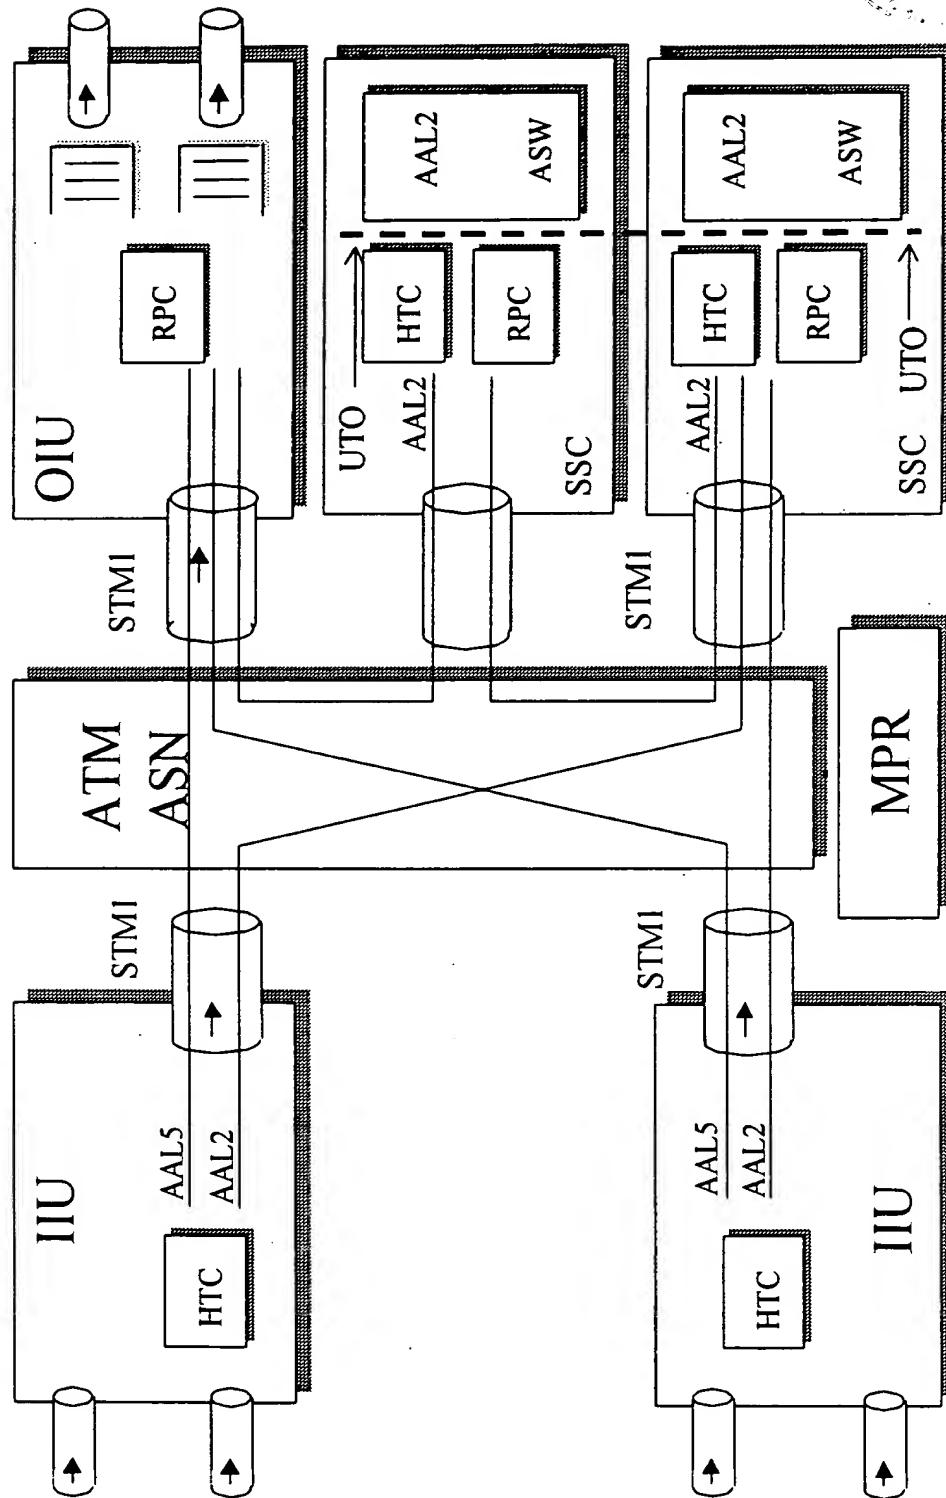 IIU
HTC
AAL5
AAL2
STM1
ATM
ASN
STM1
OIU
RPC
UTO
AAL2
HTC
RPC
SSC
AAL2
ASW
IIU
HTC
AAL5
AAL2
STM1
MPR
STM1
AAL2
HTC
RPC
SSC
UTO
AAL2
ASW